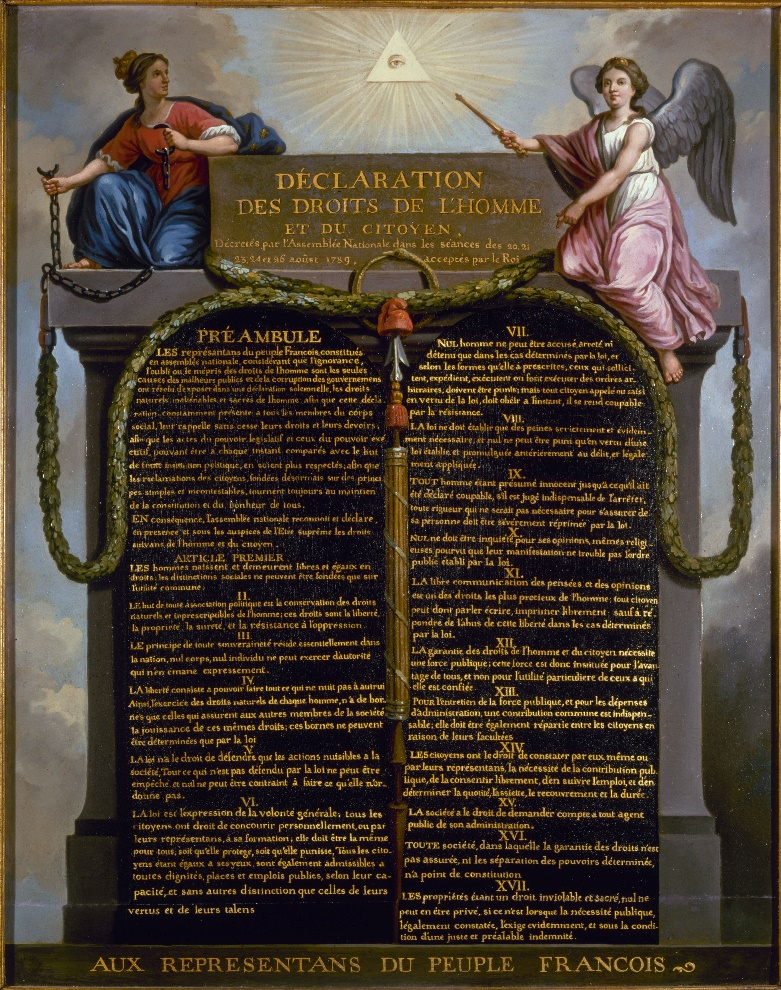 DÉCLARATION
DES DROITS DE L'HOMME
ET DU CITOYEN,
Décretés par l'Assemblée Nationale dans les séances des 20, 21
23, 24 et 26 août 1789, acceptés par le Roi
PRÉAMBULE
LES représantans du peuple François, constitués
en assemblée nationale, considérant que l'ignorance,
l'oubli ou le mépris des droits de l'homme sont les seules
causes des malheurs publics et de la corruption des gouvernemens
ont résolu d'exposer dans une déclaration solemnelle, les droits
naturels, inaliénables et sacrés de l'homme; afin que cette décla
ration, constamment présente à tous les membres du corps
social, leur rappelle sans cesse leurs droits et leurs devoirs;
afin que les actes du pouvoir legislatif et ceux du pouvoir exé
cutif, pouvant être à chaque instant comparés avec le but
de toute institution politique, en soient plus respectés; afin que
les reclamations des citoyens, fondées désormais sur des princi
pes simples et incontestables, tournent toujours au maintien
de la constitution et du bonheur de tous.
EN conséquence, l'assemblée nationale reconnoit et déclare,
en presence et sous les auspices de l'Etre suprême les droits
suivans de l'homme et du citoyen.
ARTICLE PREMIER
LES hommes naissent et demeurent libres et égaux en
droits; les distinctions sociales ne peuvent être fondées que sur
l'utilité commune.
II.
LE but de toute association politique est la conservation des droits
naturels et inprescriptibles de l'homme; ces droits sont la liberté,
la propriété, la sureté, et la résistance à l'oppression.
III.
LE principe de toute souveraineté réside essentiellement dans
la nation, nul corps, nul individu ne peut exercer d'autorité
qui n'en émane expressement.
IV
LA liberté consiste a pouvoir faire tout ce qui ne nuit pas à autrui
Ainsi, l'exercice des droits naturels de chaque homme, n'a de bor-
nes que celles qui assurent aux autres membres de la société
la jouissance de ces mêmes droits; ces bornes ne peuvent
être déterminées que par la loi
V.
LA loi n'a le droit de défendre que les actions nuisibles a la
société. Tout ce qui n'est pas defendu par la loi ne peut être
empêché, et nul ne peut être contraint à faire ce qu'elle n'or-
donne pas.
VI.
LA loi est l'expression de la volonté générale; tous les
citoyens ont droit de concourir personnellement, ou par
leurs représentans, à sa formation; elle doit être la même
pour tous, soit qu'elle protege, soit qu'elle punisse. Tous les cito-
yens étant égaux a ses yeux, sont également admissibles a
toutes dignités, places et emplois publics, selon leur ca-
pacité, et sans autres distinction que celles de leurs
vertus et de leurs talens
VII.
NUL homme ne peut être accusé, arreté ni
détenu que dans les cas déterminés par la loi, et
selon les formes qu'elle à prescrites, ceux qui sollici-
tent, expédient, exécutent ou font exécuter des ordres ar-
bitraires, doivent être punis; mais tout citoyen appelé ou saisi
en vertu de la loi, doit obéir a l'instant, il se rend coupable
par la résistance.
VIII.
LA loi ne doit établir que des peines strictement et évidem-
ment nécessaire, et nul ne peut être puni qu'en vertu d'une
loi établie, et promulguée antérierement au délit, et légale-
ment appliquée.
IX.
TOUT homme étant présumé innocent jusqu'à ce qu'il ait
été déclaré coupable, s'il est jugé indispensable de l'arrêter,
toute rigueur qui ne serait pas nécessaire pour s'assurer de
sa personne doit être sévèrement réprimée par la loi.
X.
NUL ne doit être inquiété pour ses opinions, mêmes religi-
euses pourvu que leur manifestation ne trouble pas l'ordre
public établi par la loi.
XI.
LA libre communication des pensées et des opinions
est un des droits les plus precieux de l'homme; tout citoyen
peut dont parler écrire, imprimer librement: sauf a ré-
pondre de l'abus de cette liberté dans les cas déterminés
par la loi.
XII.
LA garantie des droits de l'homme et du citoyen nécessite
une force publique; cette force est donc instituée pour l'avan
tage de tous, et non pour l'utilité particuliere de ceux a qui
elle est confiée.
XIII.
POUR l'entretien de la force publique, et pour les dépenses
d'administration, une contribution commune est indispen-
sable; elle doit être également répartie entre les citoyens en
raison de leurs facultées
XIV.
LES citoyens ont le droit de constater par eux même ou
par leurs réprésentans, la nécessité de la contribution pub-
lique, de la consentir librement, d'en suivre l'emploi, et d'en
déterminer la quotité, l'assiete, le recouvrement et la durée.
XV.
LA société a le droit de demander compte a tout agent
public de son administration.
XVI.
TOUTE société, dans laquelle la garantie des droits n'est
pas assurée, ni les séparation des pouvoirs déterminée,
n'a point de constitution
XVII.
LES propriétés étant un droit inviolable et sacré, nul ne
peut en être privé, si ce n'est lorsque la nécessité publique,
légalement constatée, l'exige evidemment, et sous la condi-
tion d'une juste et préalable indemnité.
AUX REPRESENTANS DU PEUPLE FRANCOIS